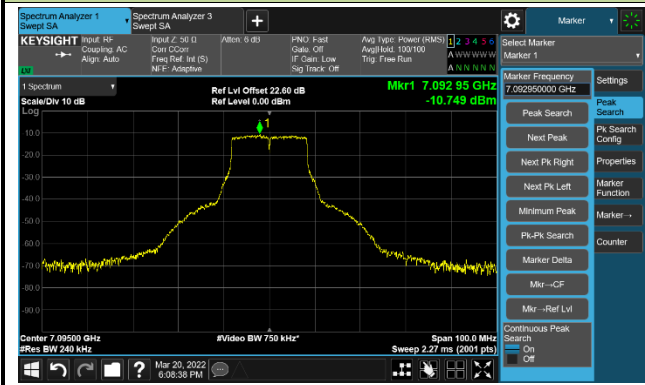 Spectrum Analyzer 1
Swept SA
Spectrum Analyzer 3
Swept SA
+
Marker
KEYSIGHT
Input: RF
Coupling: AC
Align: Auto
Input Z: 50 Ω
Corr CCorr
Freq Ref: Int (S)
NFE: Adaptive
Atten: 6 dB
PNO: Fast
Gate: Off
IF Gain: Low
Sig Track: Off
Avg Type: Power (RMS)
Avg|Hold: 100/100
Trig: Free Run
1 2 3 4 5 6
A W W W W W
A N N N N N
LXI
Select Marker
Marker 1
1 Spectrum
Scale/Div 10 dB
Log
Ref Lvl Offset 22.60 dB
Ref Level 0.00 dBm
Mkr1 7.092 95 GHz
-10.749 dBm
1
-10.0
-20.0
-30.0
-40.0
-50.0
-60.0
-70.0
-80.0
-90.0
Center 7.09500 GHz
#Res BW 240 kHz
#Video BW 750 kHz*
Span 100.0 MHz
Sweep 2.27 ms (2001 pts)
Marker Frequency
7.092950000 GHz
Peak Search
Next Peak
Next Pk Right
Next Pk Left
Minimum Peak
Pk-Pk Search
Marker Delta
Mkr→CF
Mkr→Ref Lvl
Continuous Peak
Search
On
Off
Settings
Peak
Search
Pk Search
Config
Properties
Marker
Function
Marker→
Counter
?
Mar 20, 2022
6:08:38 PM